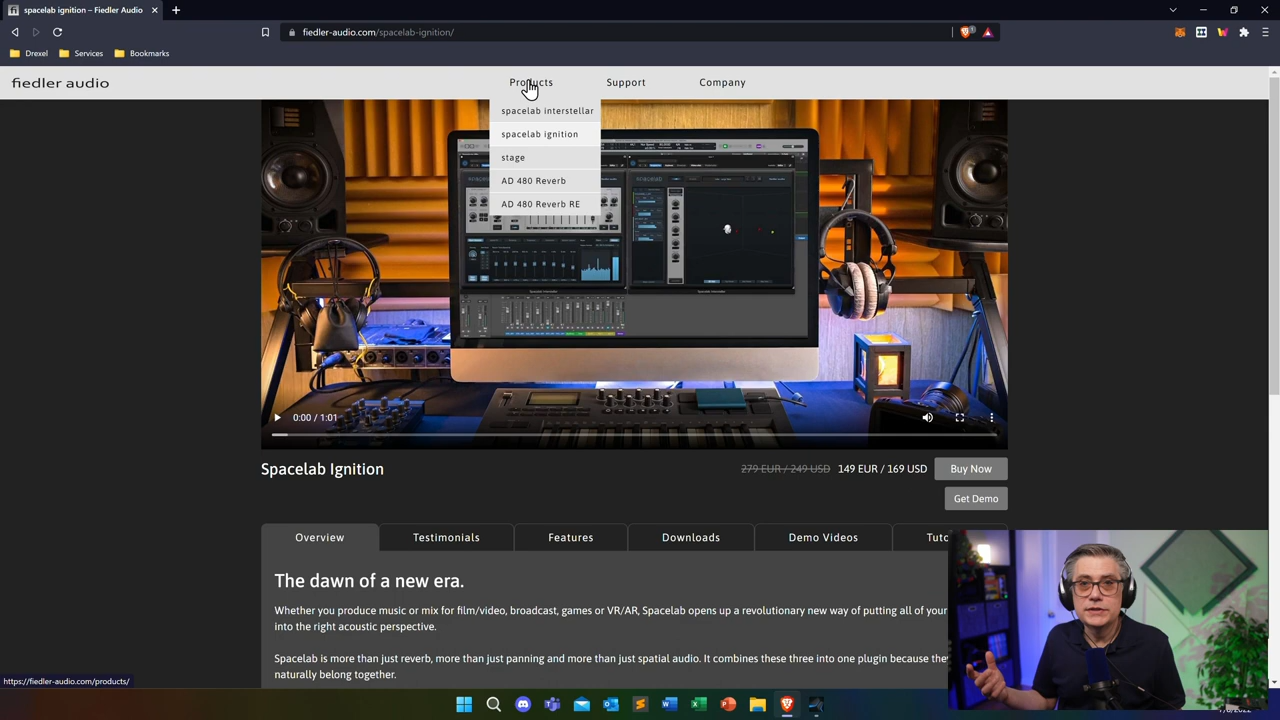 spacelab ignition – Fiedler Audio
fiedler-audio.com/spacelab-ignition/
Drexel
Services
Bookmarks
fiedler audio
Products
Support
Company
spacelab interstellar
spacelab ignition
stage
AD 480 Reverb
AD 480 Reverb RE
0:00 / 1:01
Spacelab Ignition
279 EUR / 249 USD
149 EUR / 169 USD
Buy Now
Get Demo
Overview
Testimonials
Features
Downloads
Demo Videos
Tuto
The dawn of a new era.
Whether you produce music or mix for film/video, broadcast, games or VR/AR, Spacelab opens up a revolutionary new way of putting all of your
into the right acoustic perspective.
Spacelab is more than just reverb, more than just panning and more than just spatial audio. It combines these three into one plugin because the
naturally belong together.
https://fiedler-audio.com/products/